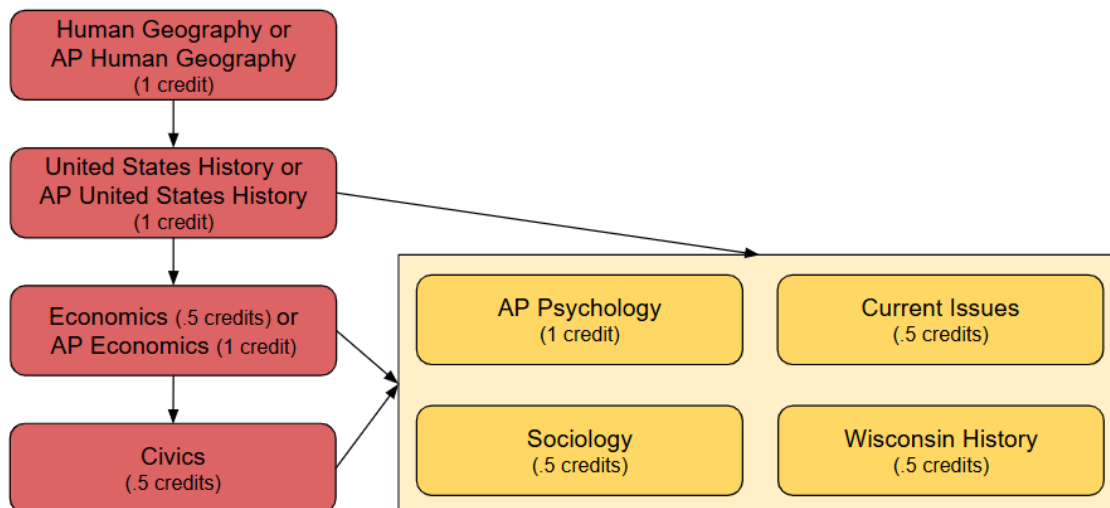 Human Geography or
AP Human Geography
(1 credit)
United States History or
AP United States History
(1 credit)
Economics (.5 credits) or
AP Economics (1 credit)
Civics
(.5 credits)
AP Psychology
(1 credit)
Current Issues
(.5 credits)
Sociology
(.5 credits)
Wisconsin History
(.5 credits)